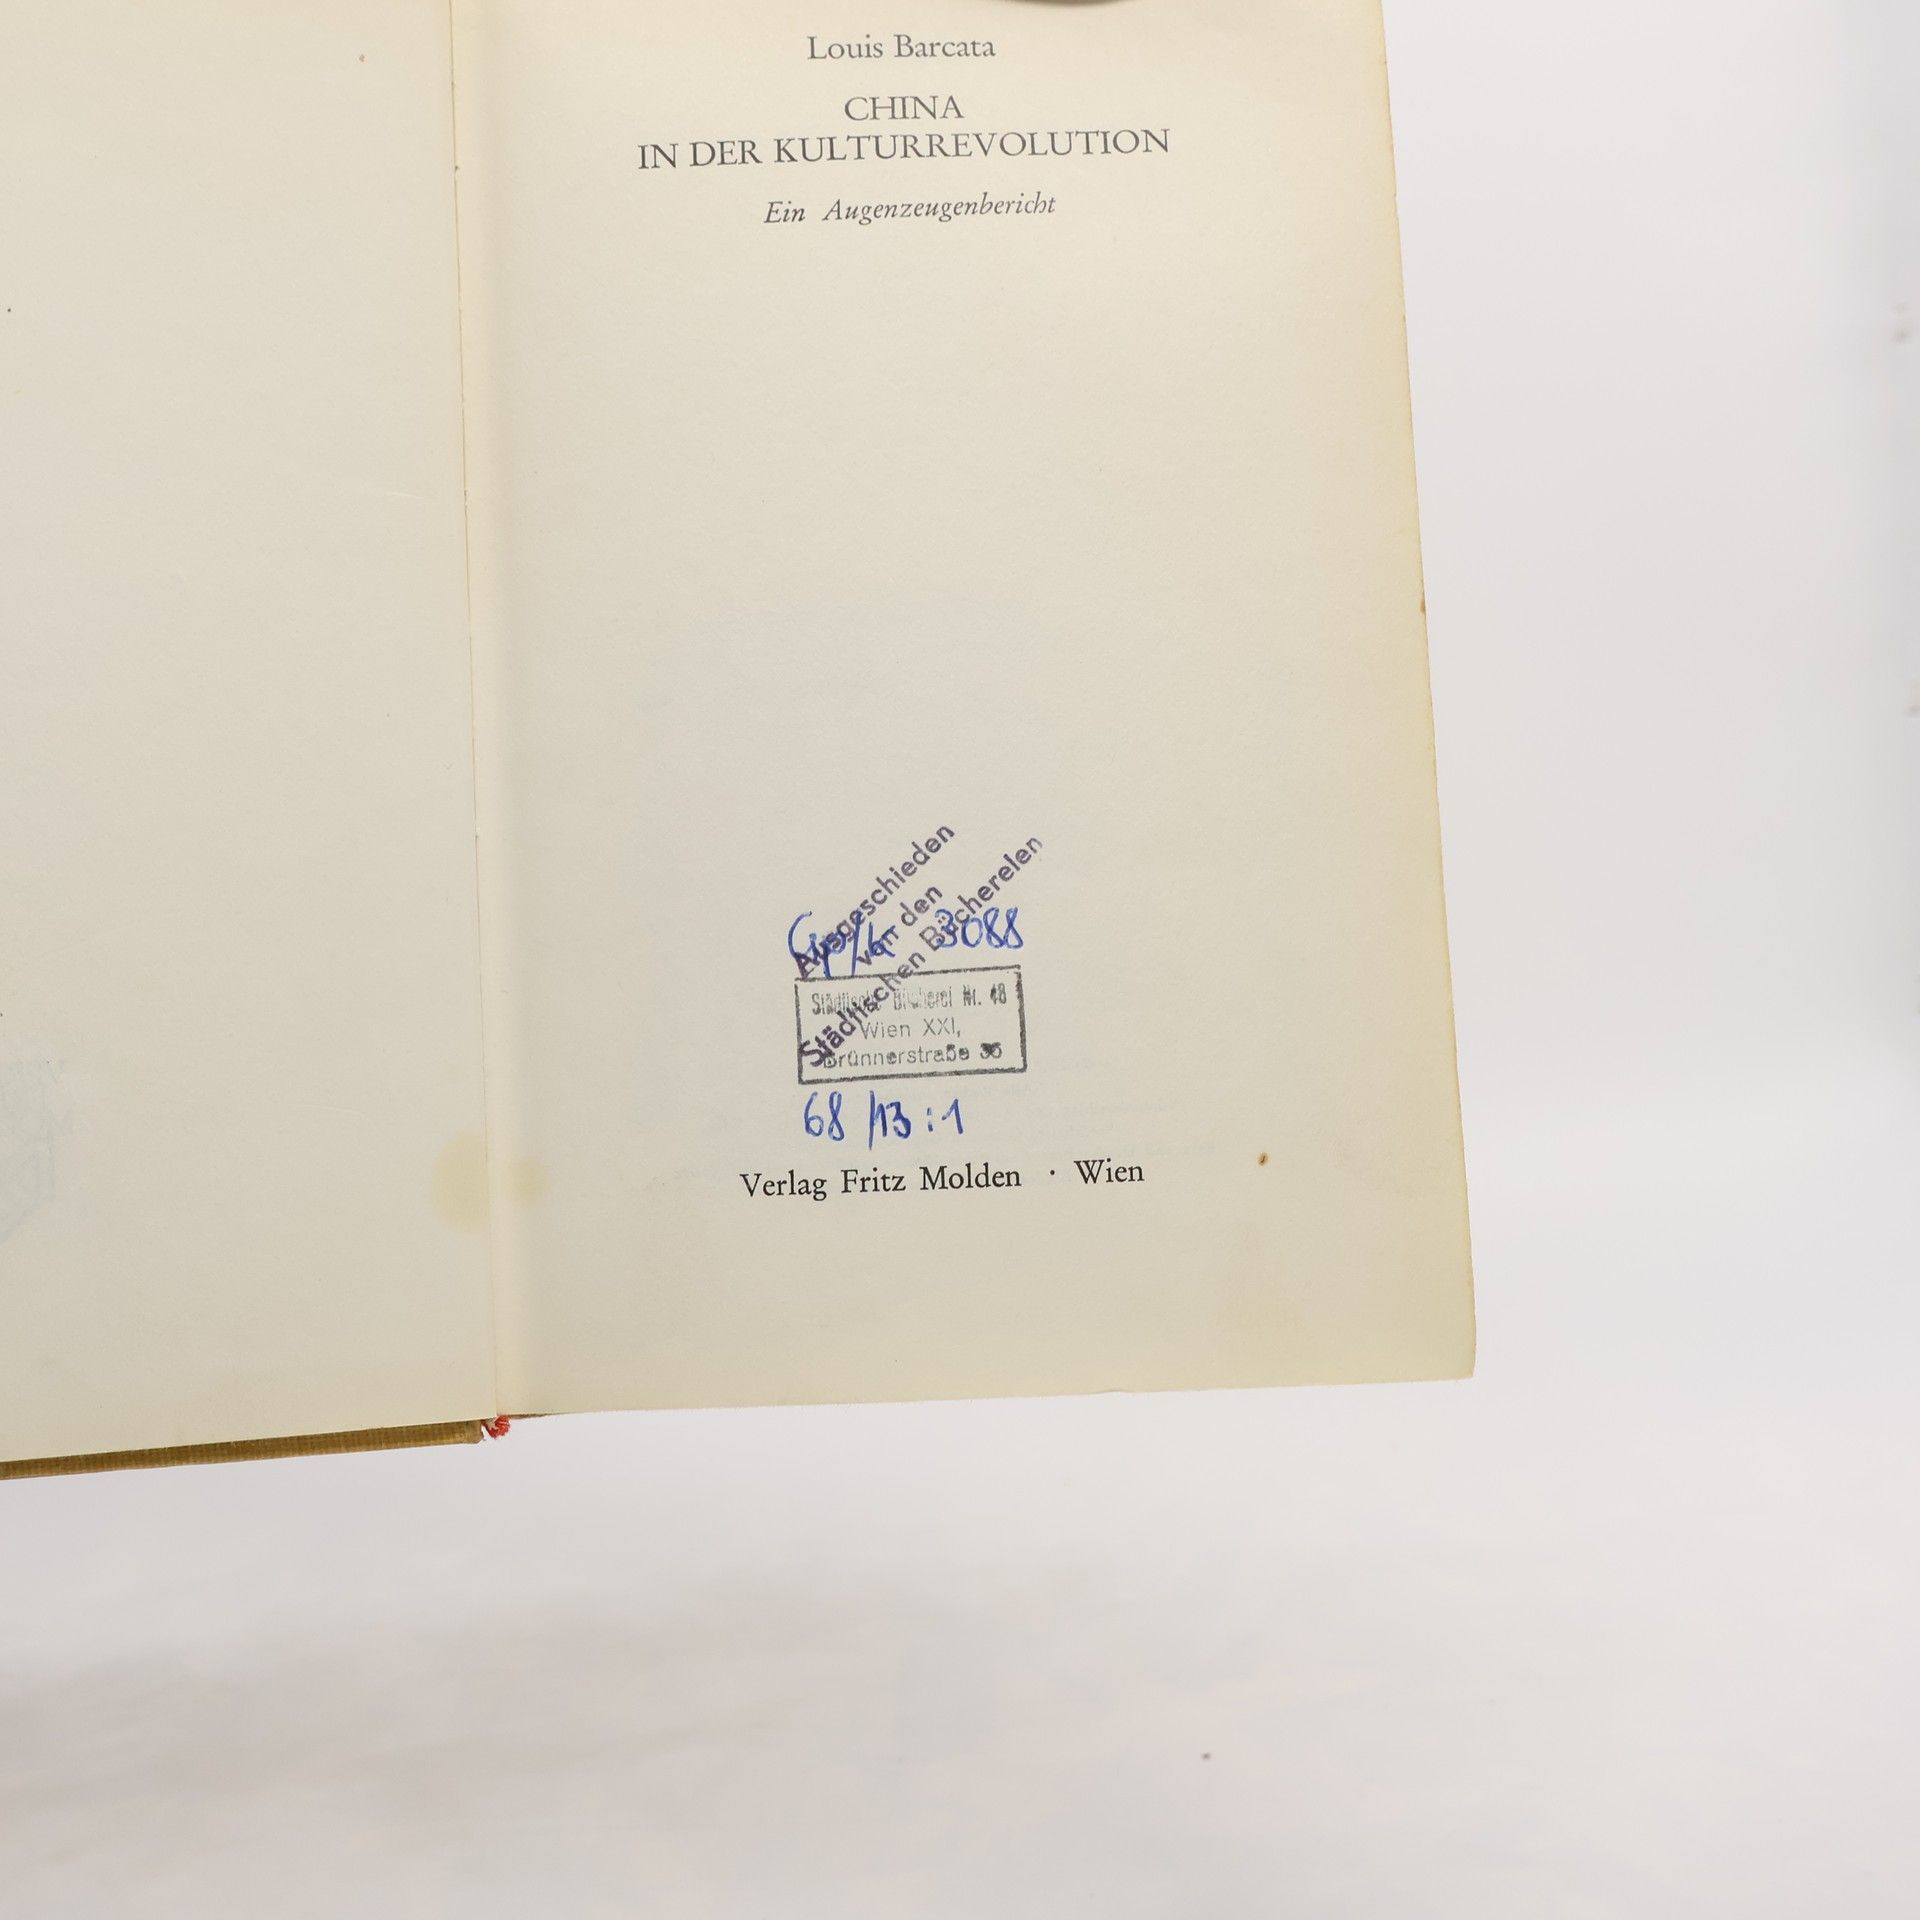 Louis Barcata
CHINA
IN DER KULTURREVOLUTION
Ein Augenzeugenbericht
Ausgeschieden
von den
Städtischen Büchereien
3088
Städtische Bücherei Nr. 48
Wien XXI,
Brünnerstraße 36
68/13:1
Verlag Fritz Molden · Wien